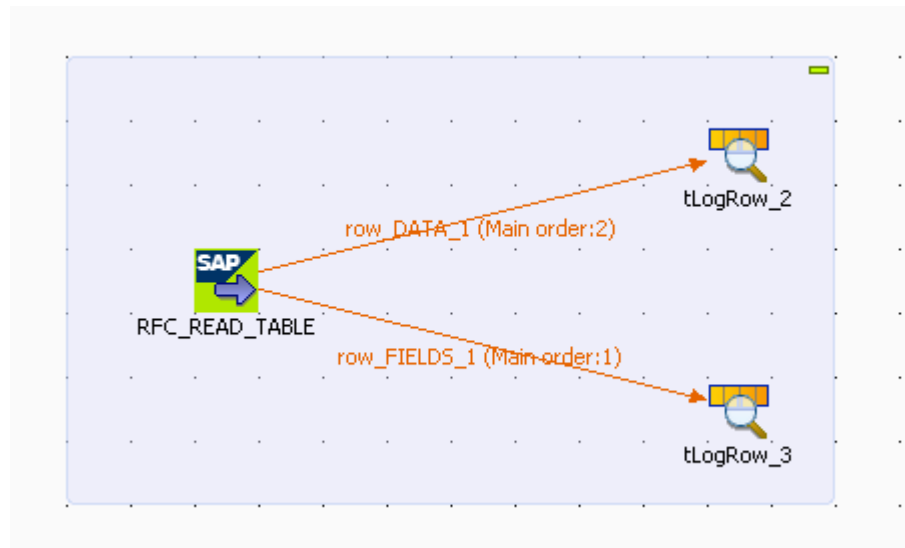 tLogRow_2
row_DATA_1 (Main order:2)
SAP
RFC_READ_TABLE
row_FIELDS_1 (Main order:1)
tLogRow_3